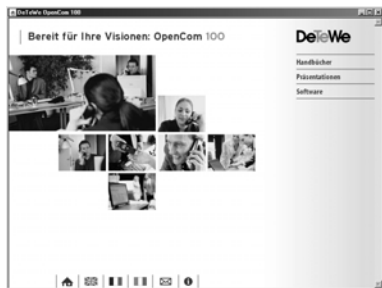 DeTeWe OpenCom 100
Bereit für Ihre Visionen: OpenCom 100
DeTeWe
Handbücher
Präsentationen
Software